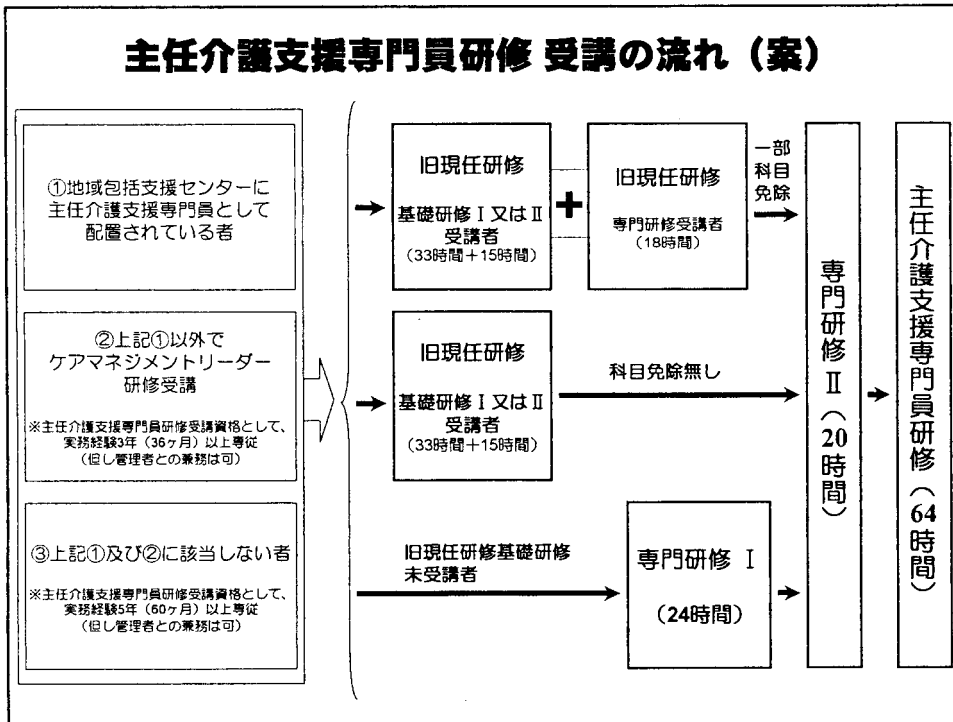 主任介護支援専門員研修 受講の流れ（案）
①地域包括支援センターに
主任介護支援専門員として
配置されている者
②上記①以外で
ケアマネジメントリーダー
研修受講
※主任介護支援専門員研修受講資格として、
実務経験3年（36ヶ月）以上専従
（但し管理者との兼務は可）
③上記①及び②に該当しない者
※主任介護支援専門員研修受講資格として、
実務経験5年（60ヶ月）以上専従
（但し管理者との兼務は可）
旧現任研修
基礎研修Ⅰ又はⅡ
受講者
（33時間＋15時間）
+
旧現任研修
専門研修受講者
（18時間）
一部
科目
免除
旧現任研修
基礎研修Ⅰ又はⅡ
受講者
（33時間＋15時間）
科目免除無し
旧現任研修基礎研修
未受講者
専門研修 Ⅰ
（24時間）
専門研修Ⅱ（20時間）
主任介護支援専門員研修（64時間）